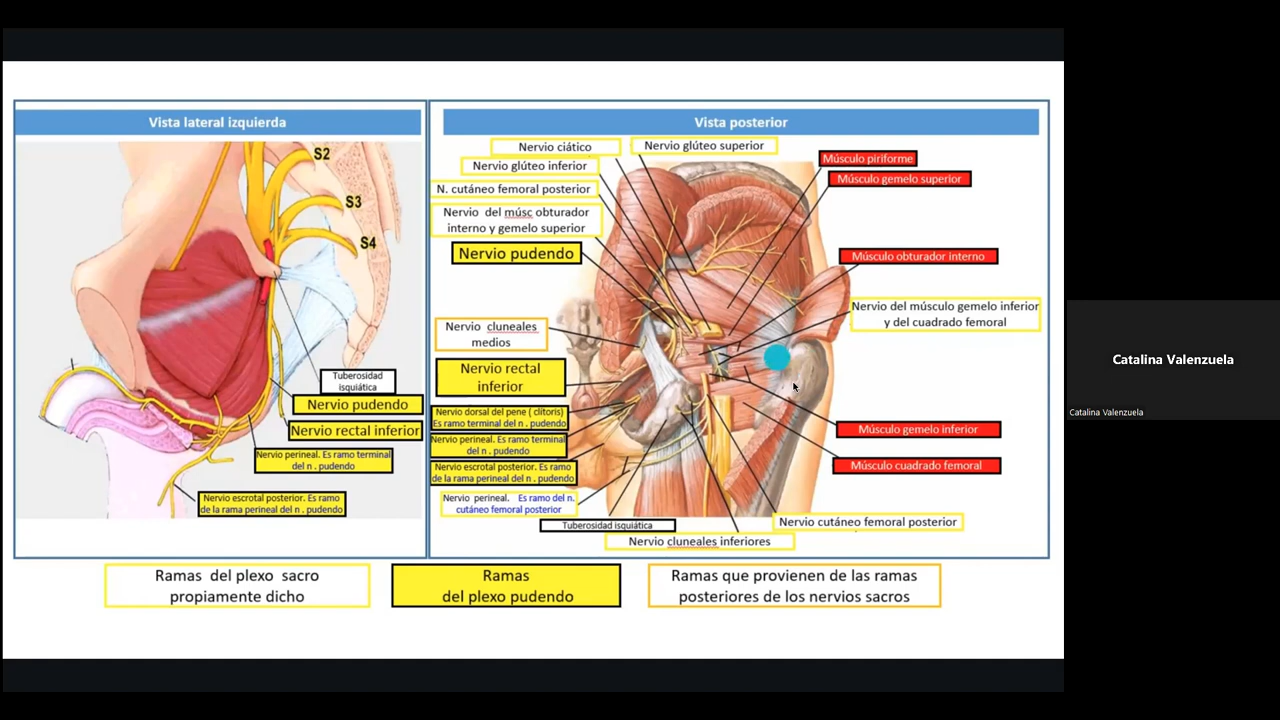 Vista lateral izquierda
S2
S3
S4
Tuberosidad
isquiática
Nervio pudendo
Nervio rectal inferior
Nervio perineal. Es ramo terminal
del n . pudendo
Nervio escrotal posterior. Es ramo
de la rama perineal del n . pudendo
Vista posterior
Nervio ciático
Nervio glúteo superior
Nervio glúteo inferior
N. cutáneo femoral posterior
Nervio del músc obturador
interno y gemelo superior
Nervio pudendo
Nervio cluneales
medios
Nervio rectal
inferior
Nervio dorsal del pene ( clítoris)
Es ramo terminal del n . pudendo
Nervio perineal. Es ramo terminal
del n . pudendo
Nervio escrotal posterior. Es ramo
de la rama perineal del n . pudendo
Nervio perineal. Es ramo del n.
cutáneo femoral posterior
Tuberosidad isquiática
Nervio cluneales inferiores
Nervio cutáneo femoral posterior
Músculo piriforme
Músculo gemelo superior
Músculo obturador interno
Nervio del músculo gemelo inferior
y del cuadrado femoral
Músculo gemelo inferior
Músculo cuadrado femoral
Ramas del plexo sacro
propiamente dicho
Ramas
del plexo pudendo
Ramas que provienen de las ramas
posteriores de los nervios sacros
Catalina Valenzuela
Catalina Valenzuela